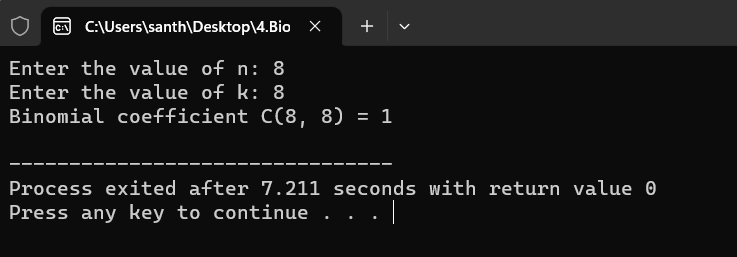 C:\Users\santh\Desktop\4.Bio
Enter the value of n: 8
Enter the value of k: 8
Binomial coefficient C(8, 8) = 1
--------------------------------
Process exited after 7.211 seconds with return value 0
Press any key to continue . . .